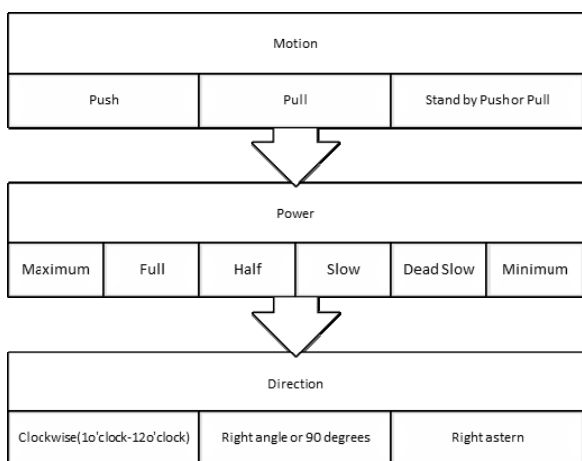 Motion
Push
Pull
Stand by Push or Pull
Power
Maximum
Full
Half
Slow
Dead Slow
Minimum
Direction
Clockwise(1o'clock-12o'clock)
Right angle or 90 degrees
Right astern